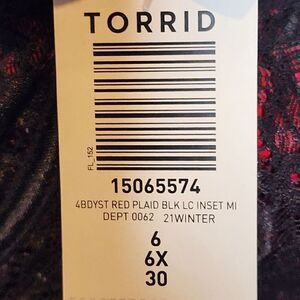 TORRID
FL_152
15065574
4BDYST RED PLAID BLK LC INSET MI
DEPT 0062 21WINTER
6
6X
30